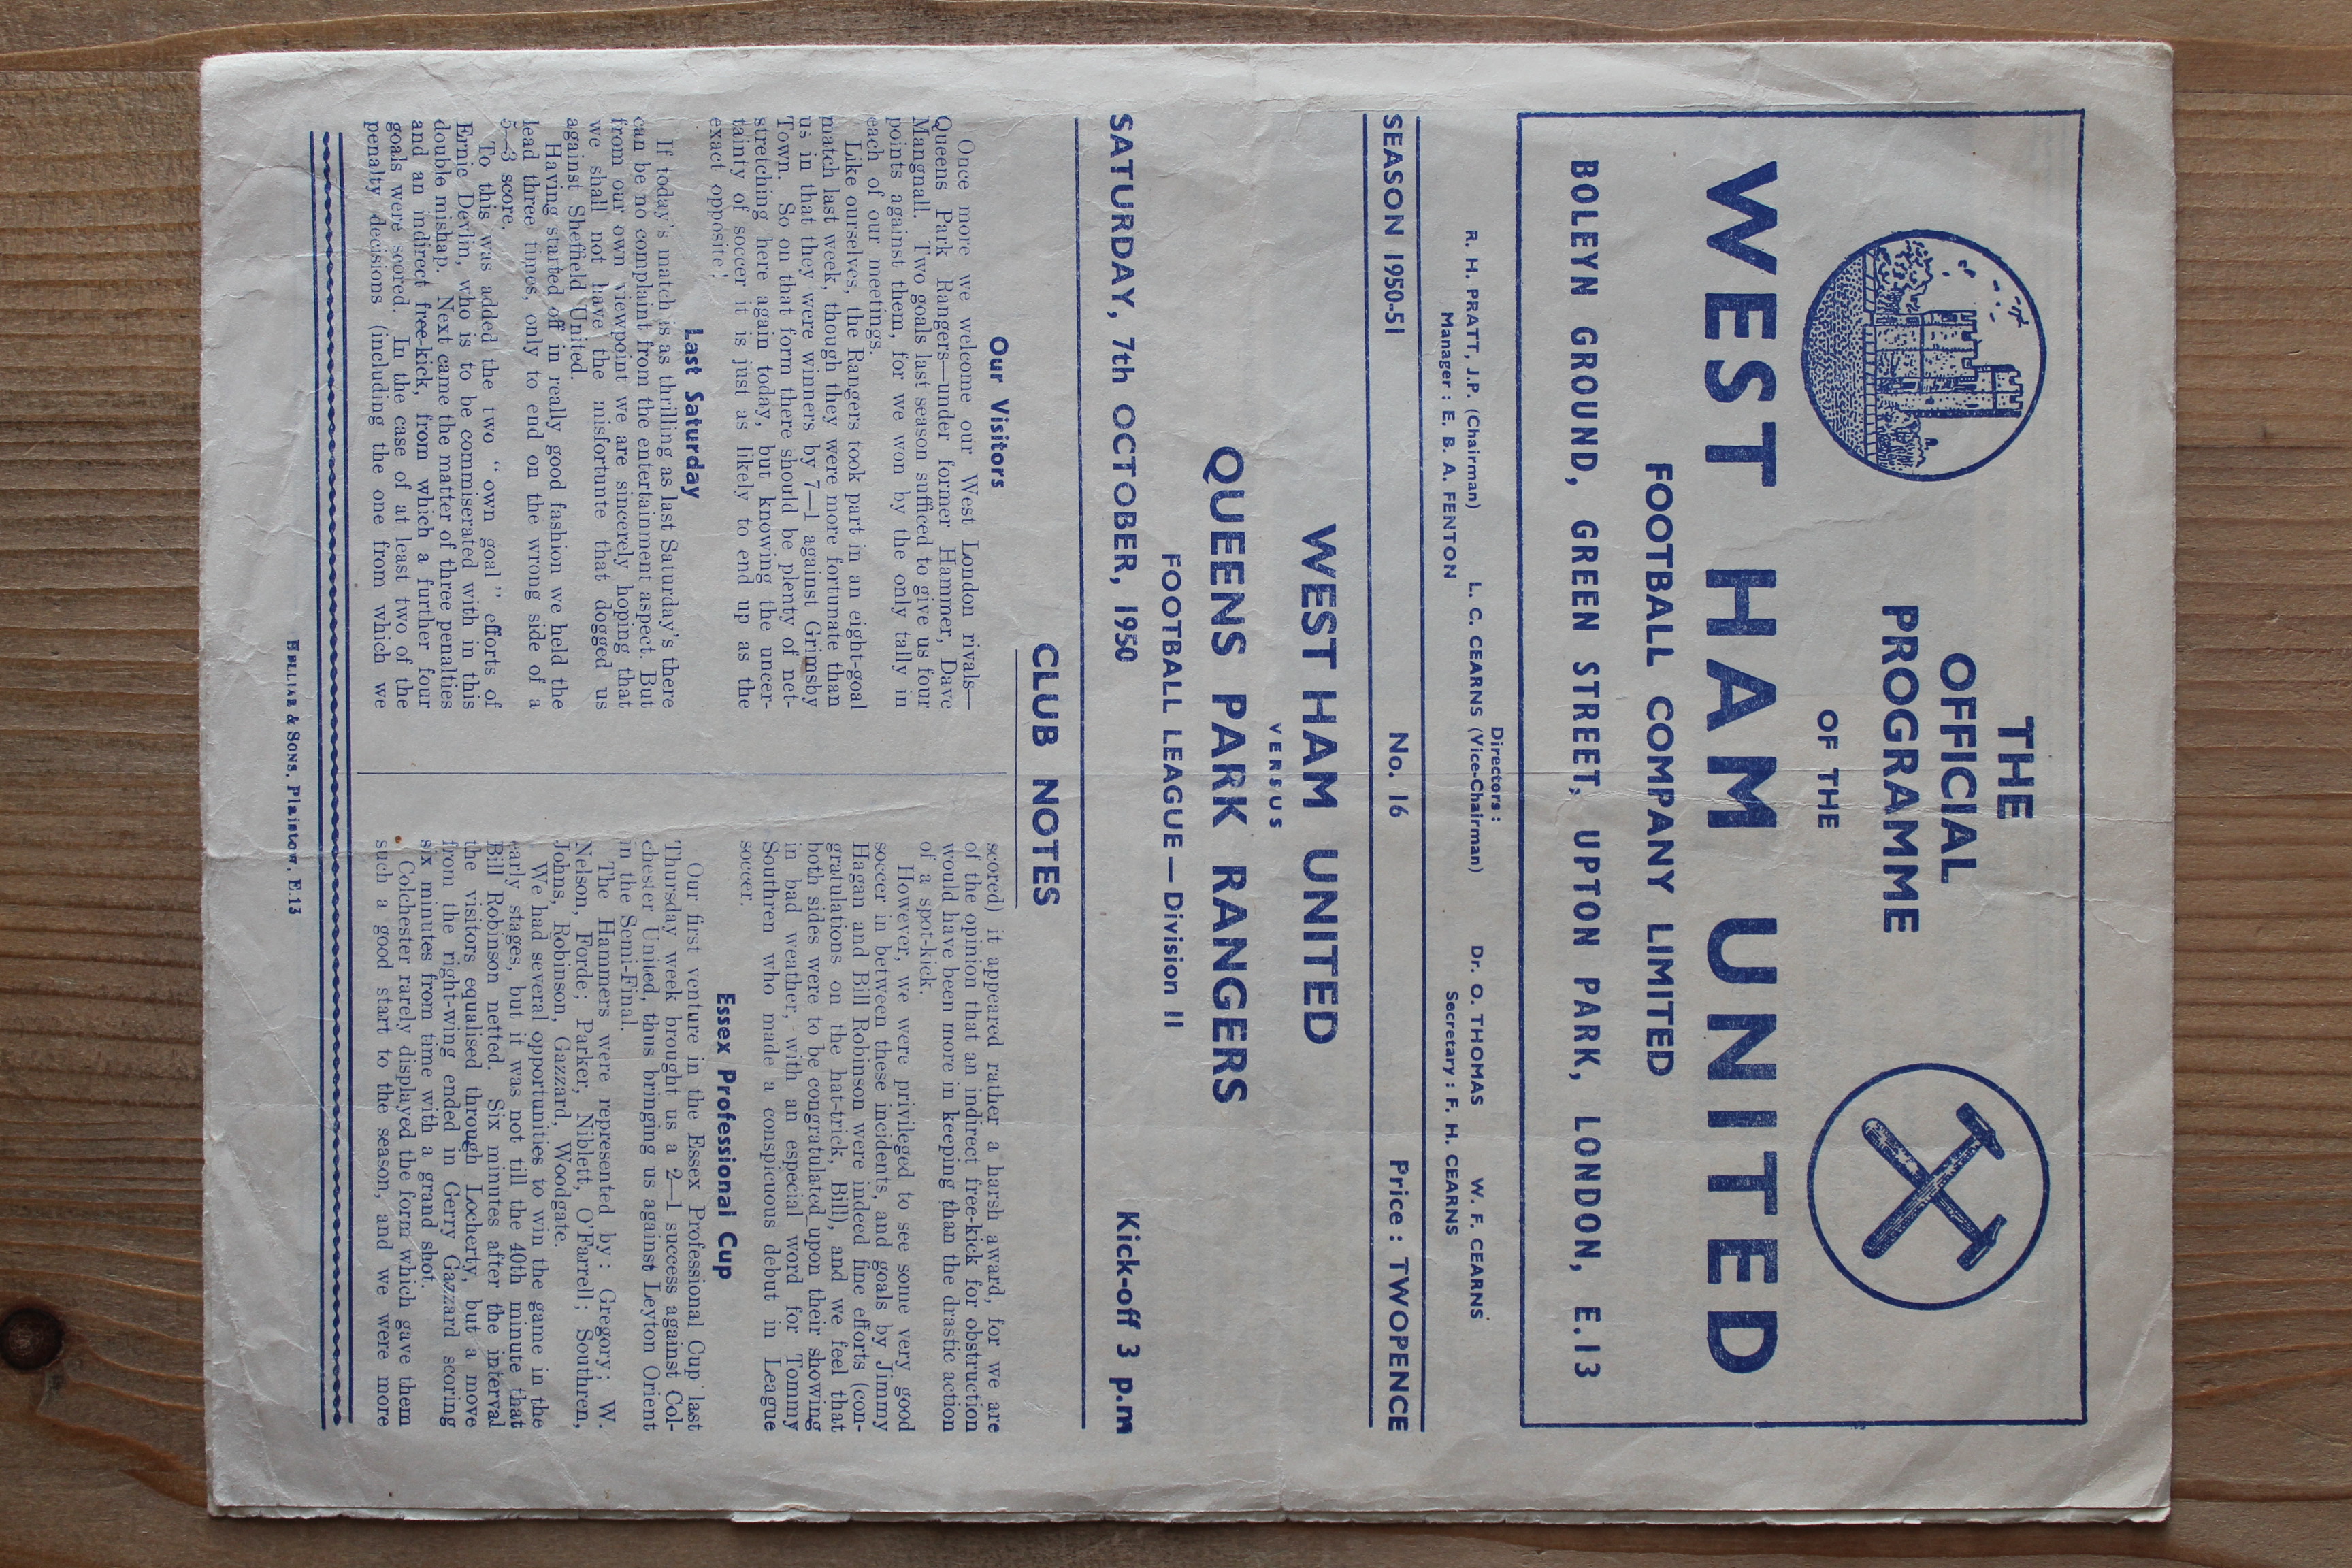 THE
OFFICIAL
PROGRAMME
OF THE
WEST HAM UNITED
FOOTBALL COMPANY LIMITED
BOLEYN GROUND, GREEN STREET, UPTON PARK, LONDON, E.13
Directors :
R. H. PRATT, J.P. (Chairman) L. C. CEARNS (Vice-Chairman) Dr. O. THOMAS W. F. CEARNS
Manager : E. B. A. FENTON Secretary : F. H. CEARNS
SEASON 1950-51 No. 16 Price : TWOPENCE
WEST HAM UNITED
VERSUS
QUEENS PARK RANGERS
FOOTBALL LEAGUE — Division II
SATURDAY, 7th OCTOBER, 1950 Kick-off 3 p.m
CLUB NOTES
Our Visitors
Once more we welcome our West London rivals—
Queens Park Rangers—under former Hammer, Dave
Mangnall. Two goals last season sufficed to give us four
points against them, for we won by the only tally in
each of our meetings.
Like ourselves, the Rangers took part in an eight-goal
match last week, though they were more fortunate than
us in that they were winners by 7—1 against Grimsby
Town. So on that form there should be plenty of net-
stretching here again today, but knowing the uncer-
tainty of soccer it is just as likely to end up as the
exact opposite!
Last Saturday
If today's match is as thrilling as last Saturday's there
can be no complaint from the entertainment aspect. But
from our own viewpoint we are sincerely hoping that
we shall not have the misfortunte that dogged us
against Sheffield United.
Having started off in really good fashion we held the
lead three times, only to end on the wrong side of a
5—3 score.
To this was added the two " own goal " efforts of
Ernie Devlin, who is to be commiserated with in this
double mishap. Next came the matter of three penalties
and an indirect free-kick, from which a further four
goals were scored. In the case of at least two of the
penalty decisions (including the one from which we
scored) it appeared rather a harsh award, for we are
of the opinion that an indirect free-kick for obstruction
would have been more in keeping than the drastic action
of a spot-kick.
However, we were privileged to see some very good
soccer in between these incidents, and goals by Jimmy
Hagan and Bill Robinson were indeed fine efforts (con-
gratulations on the hat-trick, Bill), and we feel that
both sides were to be congratulated upon their showing
in bad weather, with an especial word for Tommy
Southren who made a conspicuous debut in League
soccer.
Essex Professional Cup
Our first venture in the Essex Professional Cup last
Thursday week brought us a 2—1 success against Col-
chester United, thus bringing us against Leyton Orient
in the Semi-Final.
The Hammers were represented by : Gregory ; W.
Nelson, Forde ; Parker, Niblett, O'Farrell ; Southren,
Johns, Robinson, Gazzard, Woodgate.
We had several opportunities to win the game in the
early stages, but it was not till the 40th minute that
Bill Robinson netted. Six minutes after the interval
the visitors equalised through Locherty, but a move
from the right-wing ended in Gerry Gazzard scoring
six minutes from time with a grand shot.
Colchester rarely displayed the form which gave them
such a good start to the season, and we were more
HELLIAR & SONS, Plaistow, E.13